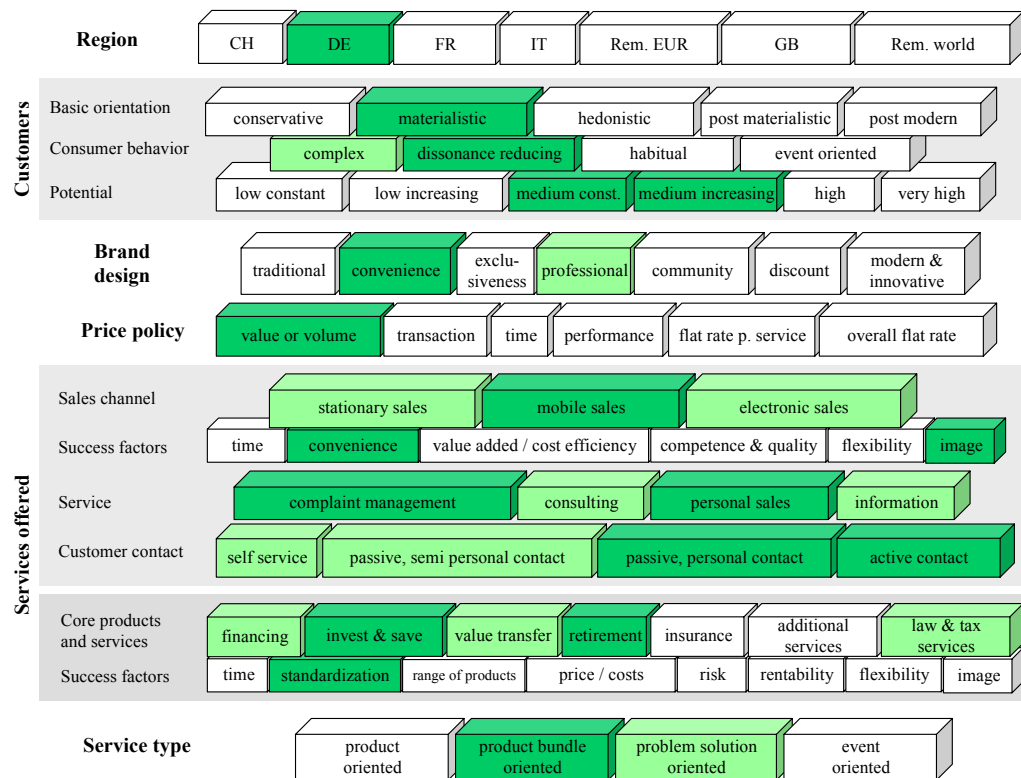 Region
CH DE FR IT Rem. EUR GB Rem. world
Customers
Basic orientation
conservative materialistic hedonistic post materialistic post modern
Consumer behavior
complex dissonance reducing habitual event oriented
Potential
low constant low increasing medium const. medium increasing high very high
Brand
design
traditional convenience exclu-
siveness professional community discount modern &
innovative
Price policy
value or volume transaction time performance flat rate p. service overall flat rate
Services offered
Sales channel
stationary sales mobile sales electronic sales
Success factors
time convenience value added / cost efficiency competence & quality flexibility image
Service
complaint management consulting personal sales information
Customer contact
self service passive, semi personal contact passive, personal contact active contact
Core products
and services
financing invest & save value transfer retirement insurance additional
services law & tax
services
Success factors
time standardization range of products price / costs risk rentability flexibility image
Service type
product
oriented product bundle
oriented problem solution
oriented event
oriented